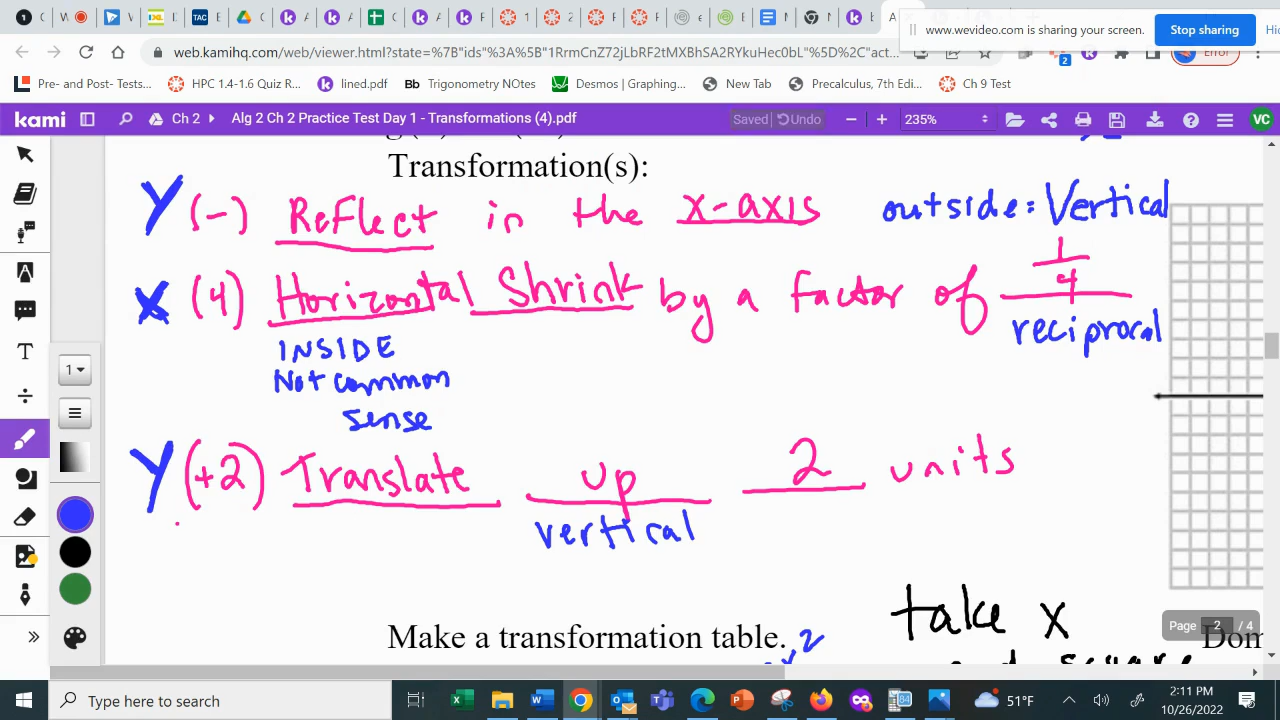 www.wevideo.com is sharing your screen. Stop sharing
web.kamihq.com/web/viewer.html?state=%7B"ids"%3A%5B"1RrmCnZ72jLbRF2tMXBhSA2RYkuHec0bL"%5D%2C"act
Error
Pre- and Post- Tests... HPC 1.4-1.6 Quiz R... lined.pdf Bb Trigonometry NOtes Desmos | Graphing... New Tab Precalculus, 7th Edi... Ch 9 Test
kami Ch 2 Alg 2 Ch 2 Practice Test Day 1 - Transformations (4).pdf Saved Undo 235% VC
Transformation(s):
Y (-) Reflect in the x-axis outside = Vertical
X (4) Horizontal Shrink by a factor of 1/4
INSIDE reciprocal
Not common
sense
Y (+2) Translate up 2 units
vertical
take x
Make a transformation table.
Page 2 / 4
Type here to search
51°F
2:11 PM
10/26/2022